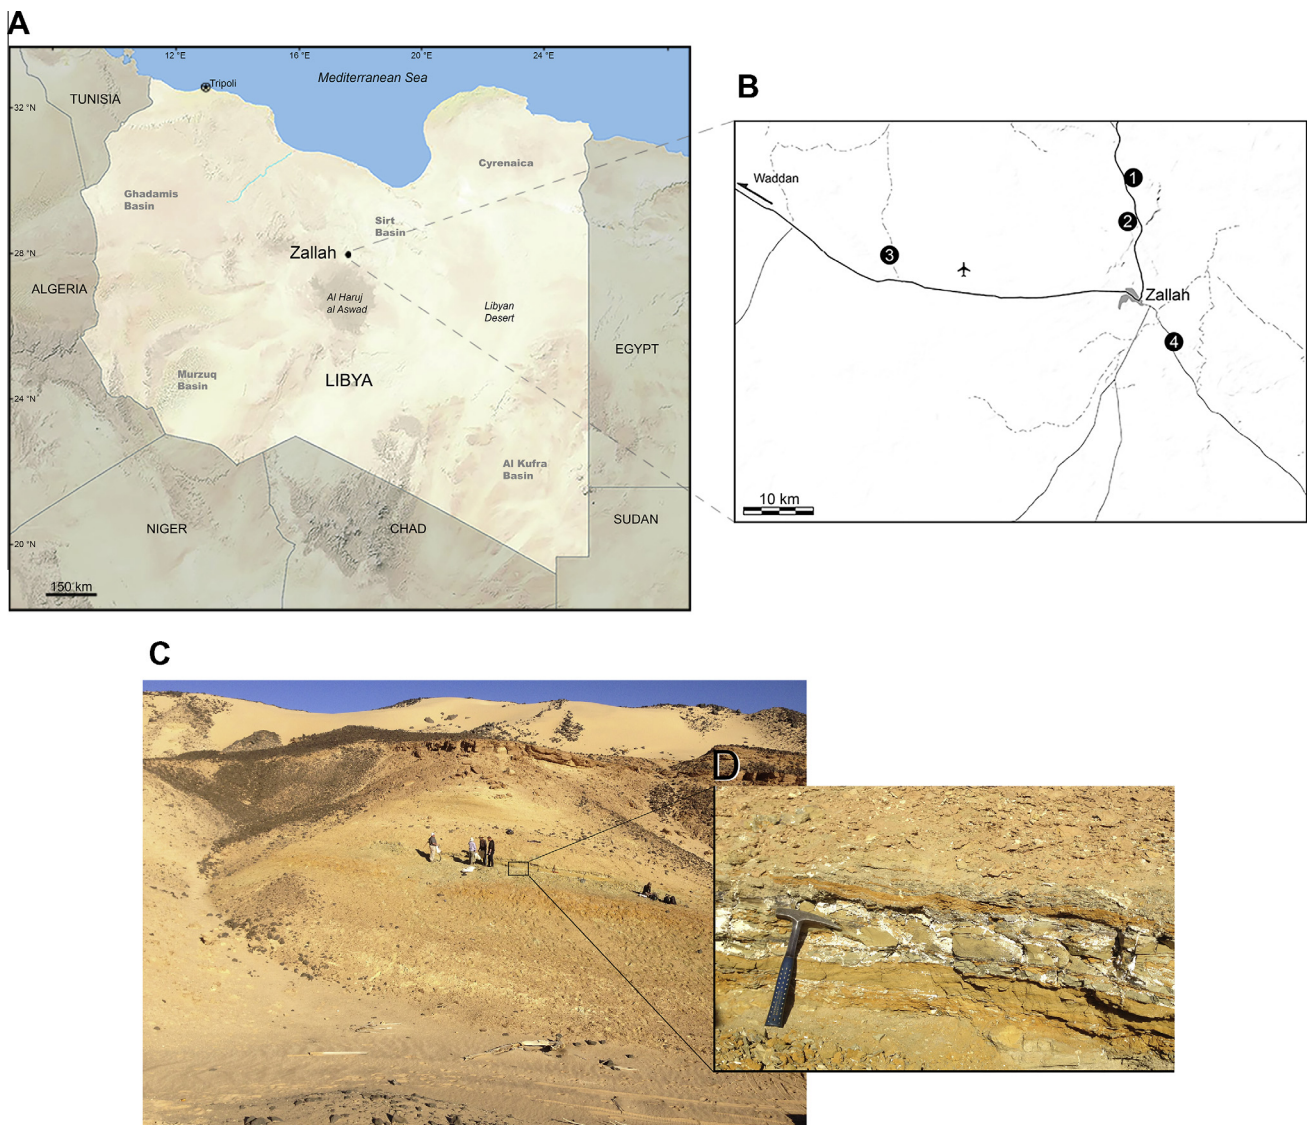 A
12 °E
16 °E
20 °E
24 °E
Mediterranean Sea
Tripoli
TUNISIA
32 °N
Cyrenaica
Ghadamis
Basin
Sirt
Basin
Zallah
28 °N
ALGERIA
Al Haruj
al Aswad
Libyan
Desert
EGYPT
Murzuq
Basin
LIBYA
24 °N
Al Kufra
Basin
NIGER
CHAD
SUDAN
20 °N
150 km
B
Waddan
1
2
3
Zallah
4
10 km
C
D